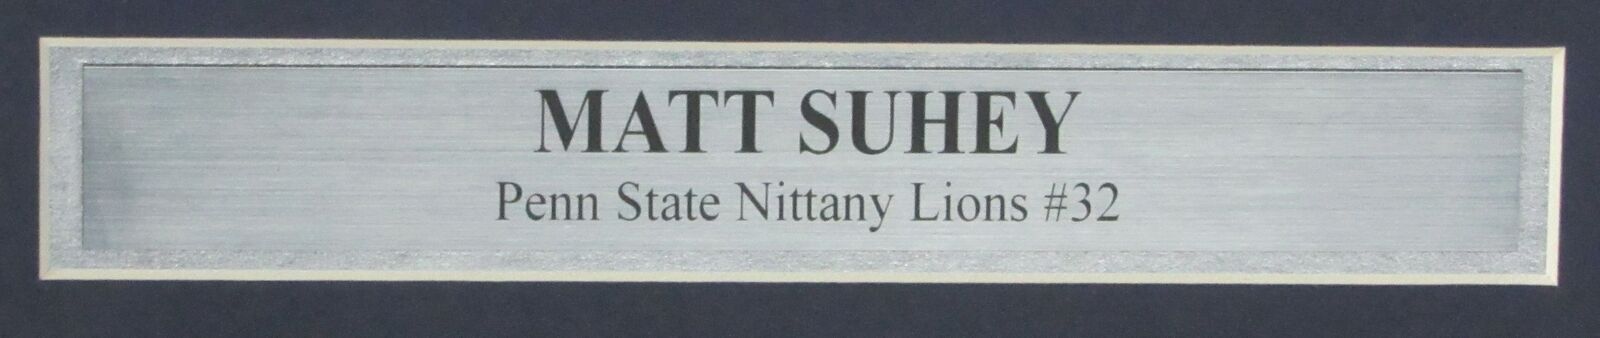 MATT SUHEY
Penn State Nittany Lions #32